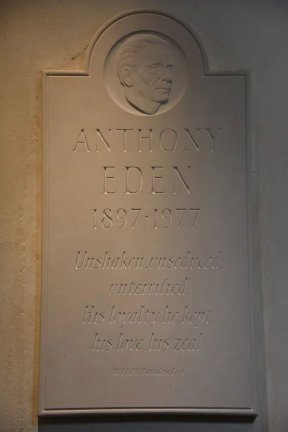 ANTHONY
EDEN
1897·1977
Unshaken, unseduced
unterrified
His loyalty he kept,
his love, his zeal